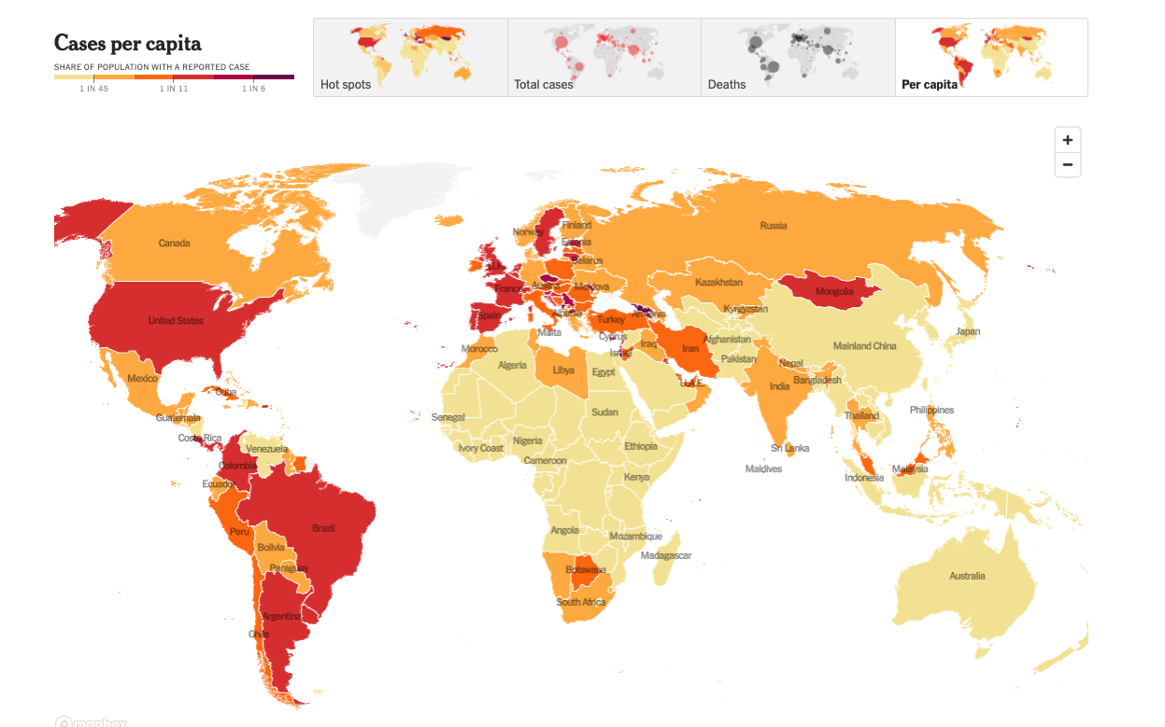 Cases per capita
SHARE OF POPULATION WITH A REPORTED CASE
1 IN 45 1 IN 11 1 IN 6
Hot spots
Total cases
Deaths
Per capita
+
−
Canada
Norway
Finland
Estonia
Russia
U.K.
Belarus
France
Austria
Moldova
Kazakhstan
Mongolia
United States
Spain
Albania
Turkey
Armenia
Kyrgyzstan
Malta
Cyprus
Japan
Morocco
Israel
Iraq
Iran
Afghanistan
Mainland China
Mexico
Algeria
Libya
Egypt
Pakistan
Nepal
Cuba
U.A.E.
India
Bangladesh
Guatemala
Senegal
Sudan
Thailand
Philippines
Costa Rica
Venezuela
Ivory Coast
Nigeria
Ethiopia
Sri Lanka
Colombia
Cameroon
Maldives
Malaysia
Ecuador
Kenya
Indonesia
Peru
Brazil
Angola
Mozambique
Bolivia
Madagascar
Paraguay
Botswana
Australia
Argentina
South Africa
Chile
mapbox